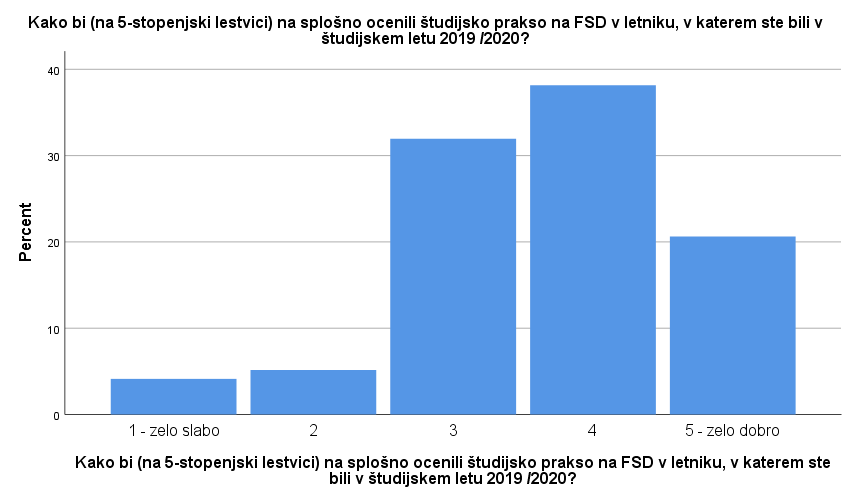 Kako bi (na 5-stopenjski lestvici) na splošno ocenili študijsko prakso na FSD v letniku, v katerem ste bili v
študijskem letu 2019 /2020?
40
30
20
10
0
Percent
1 - zelo slabo
2
3
4
5 - zelo dobro
Kako bi (na 5-stopenjski lestvici) na splošno ocenili študijsko prakso na FSD v letniku, v katerem ste
bili v študijskem letu 2019 /2020?